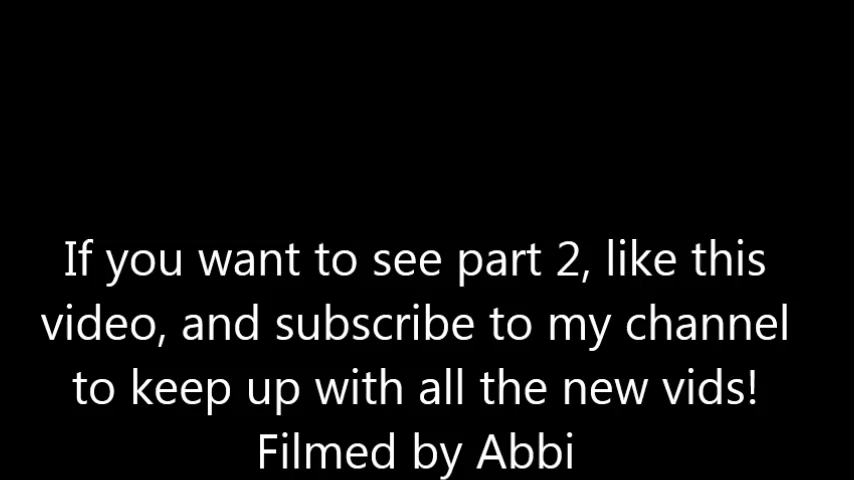 If you want to see part 2, like this
video, and subscribe to my channel
to keep up with all the new vids!
Filmed by Abbi